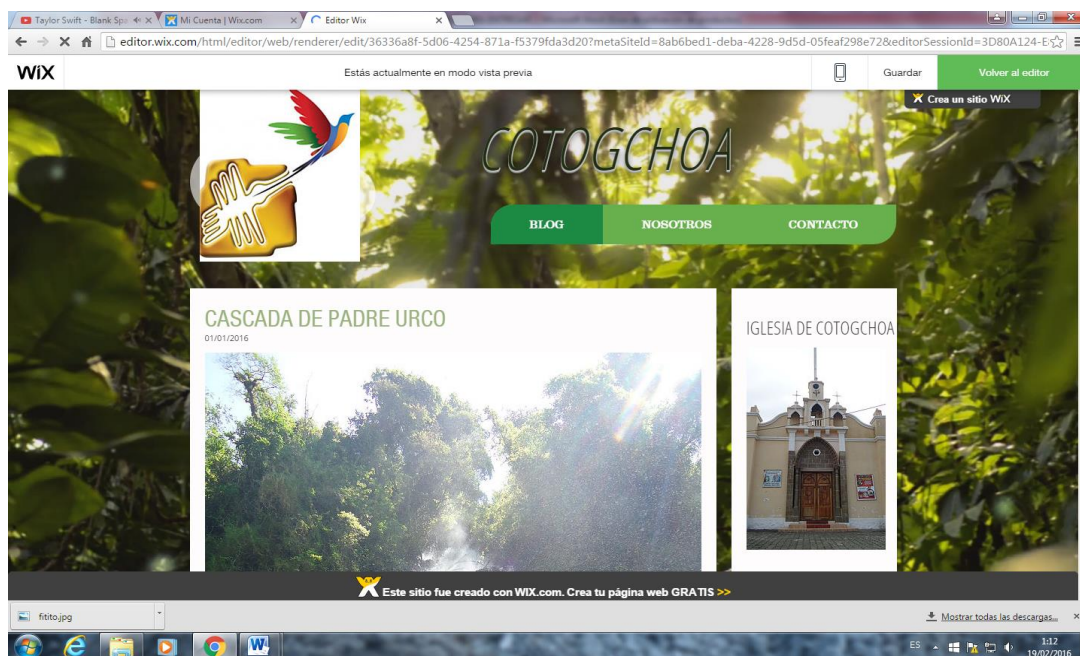 Taylor Swift - Blank Spa
Mi Cuenta | Wix.com
Editor Wix
editor.wix.com/html/editor/web/renderer/edit/36336a8f-5d06-4254-871a-f5379fda3d20?metaSiteId=8ab6bed1-deba-4228-9d5d-05feaf298e72&editorSessionId=3D80A124-E
WiX
Estás actualmente en modo vista previa
Guardar
Volver al editor
Crea un sitio WiX
COTOGCHOA
BLOG NOSOTROS CONTACTO
CASCADA DE PADRE URCO
01/01/2016
IGLESIA DE COTOGCHOA
Este sitio fue creado con WIX.com. Crea tu página web GRATIS >>
fitito.jpg
Mostrar todas las descargas...
ES
1:12
19/02/2016